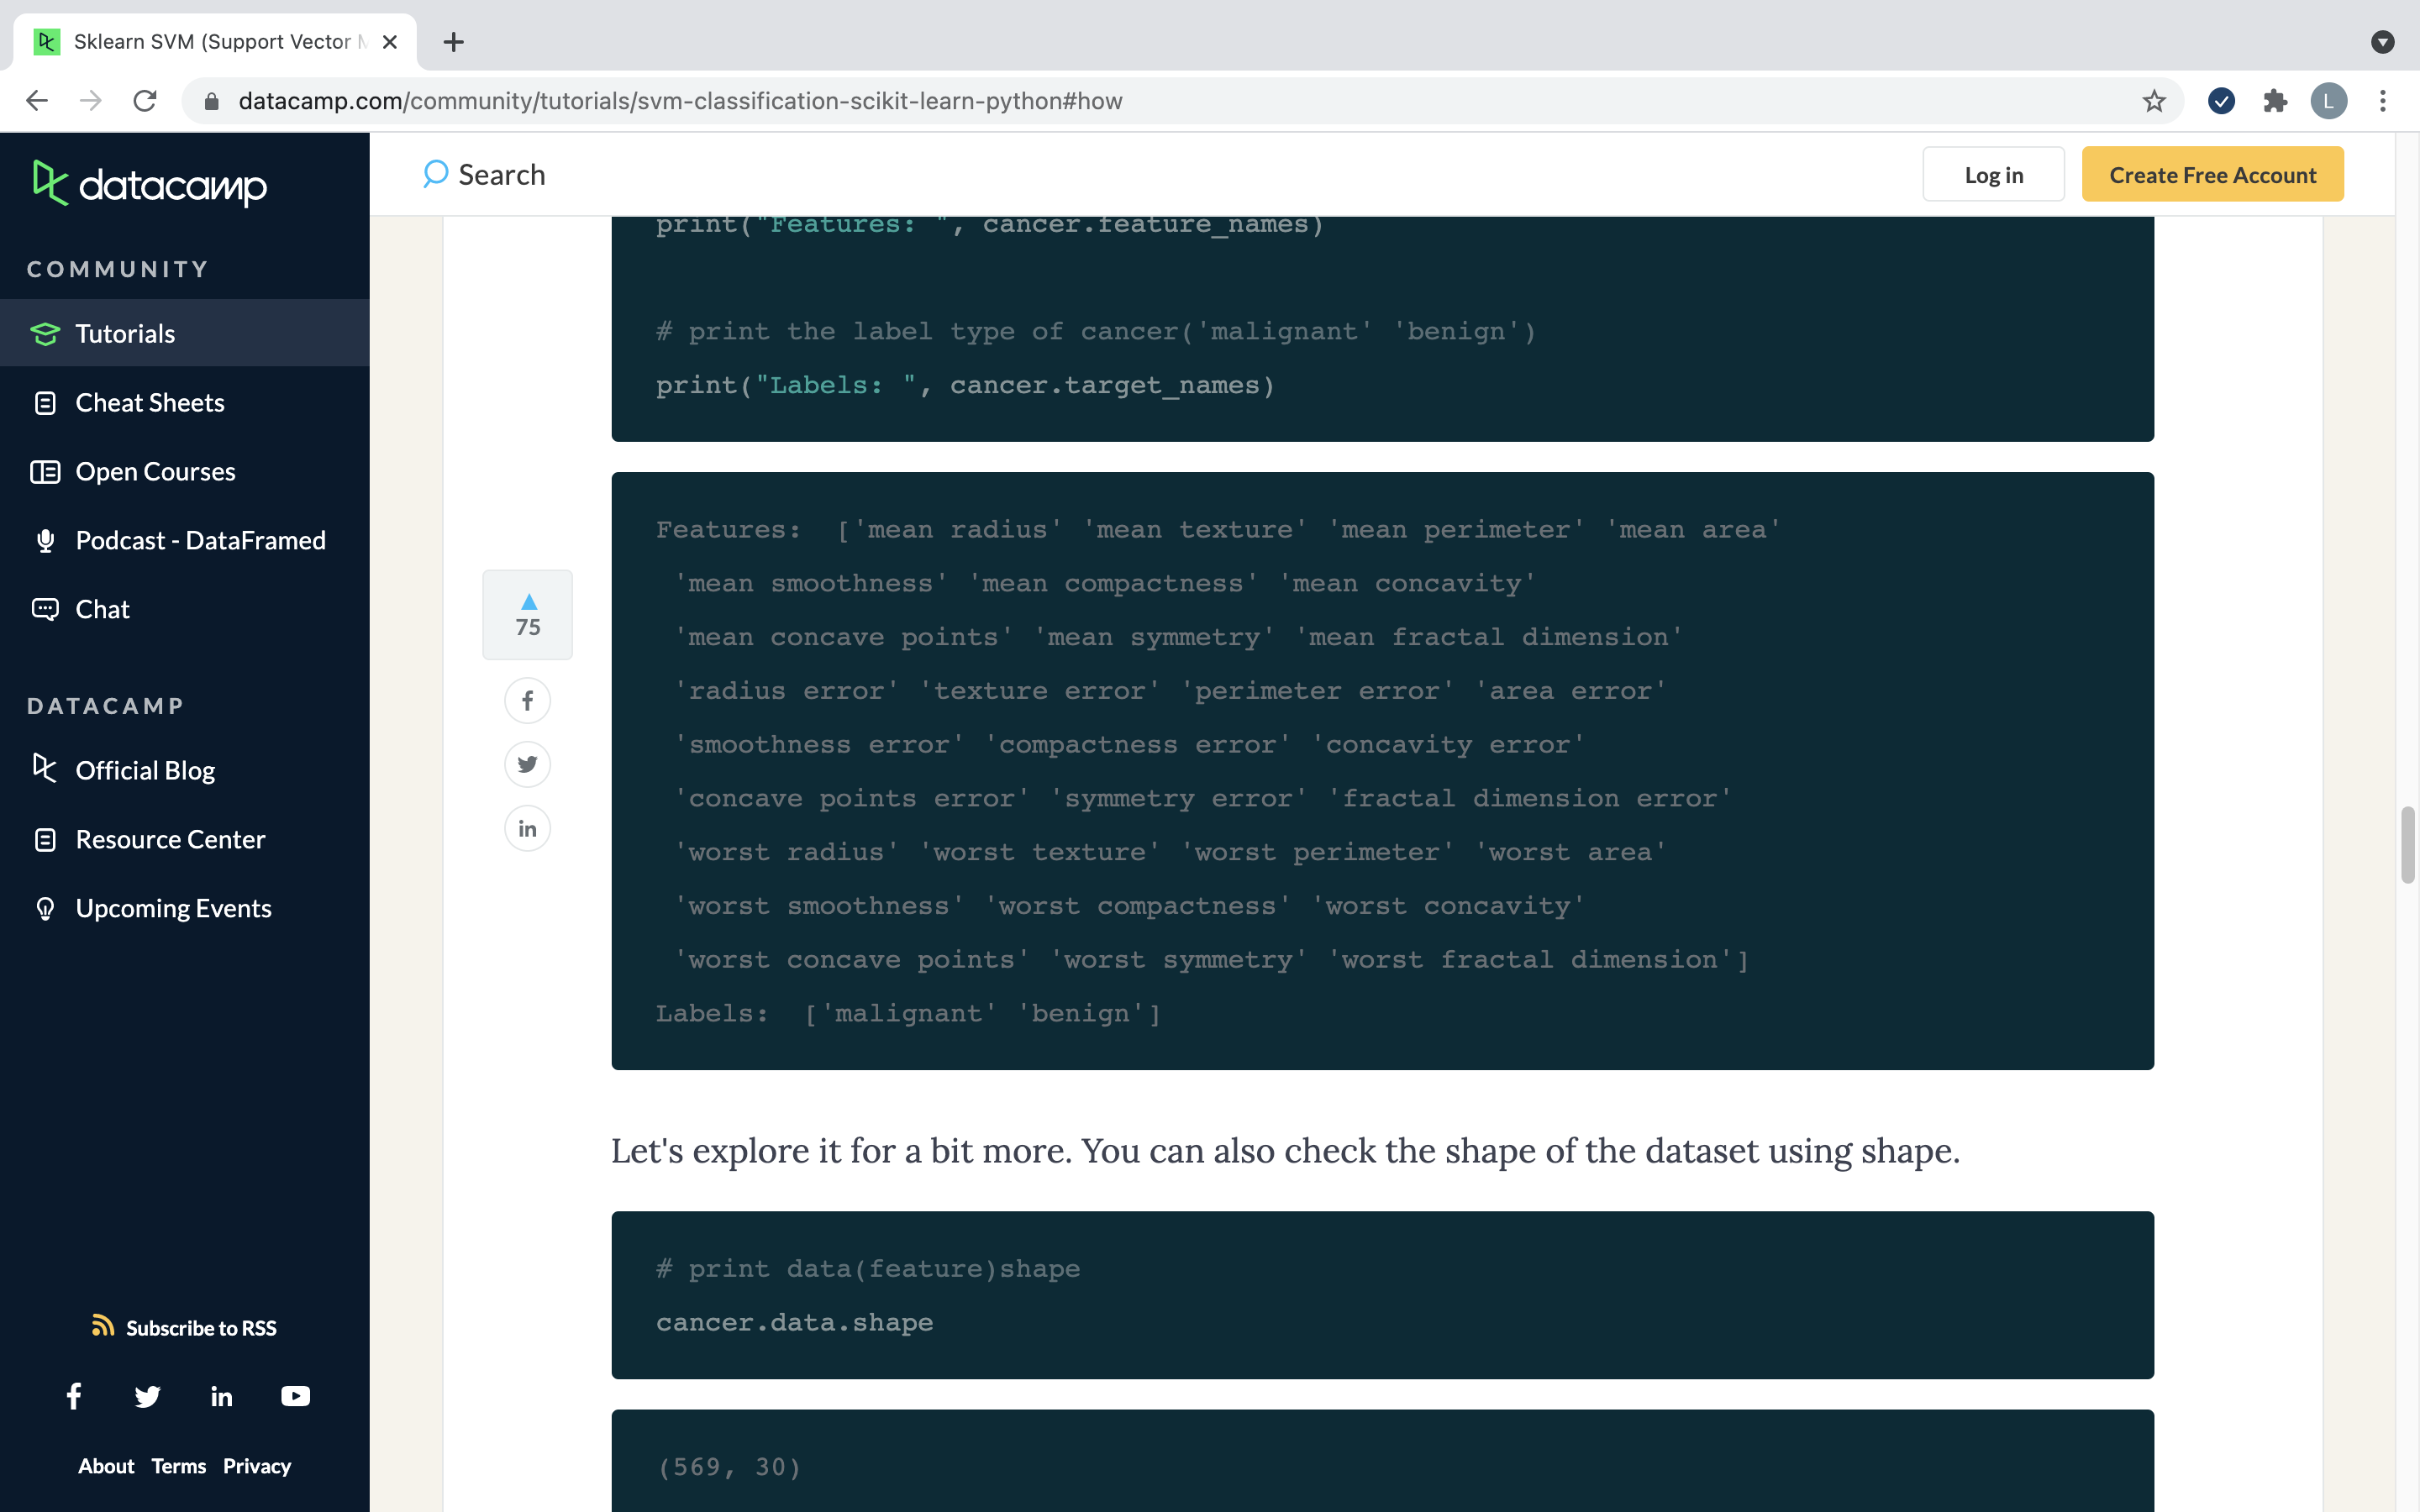 Sklearn SVM (Support Vector M
datacamp.com/community/tutorials/svm-classification-scikit-learn-python#how
L
datacamp
Search
Log in
Create Free Account
COMMUNITY
Tutorials
Cheat Sheets
Open Courses
Podcast - DataFramed
Chat
DATACAMP
Official Blog
Resource Center
Upcoming Events
Subscribe to RSS
About Terms Privacy
75
print("Features: ", cancer.feature_names)
# print the label type of cancer('malignant' 'benign')
print("Labels: ", cancer.target_names)
Features:  ['mean radius' 'mean texture' 'mean perimeter' 'mean area'
 'mean smoothness' 'mean compactness' 'mean concavity'
 'mean concave points' 'mean symmetry' 'mean fractal dimension'
 'radius error' 'texture error' 'perimeter error' 'area error'
 'smoothness error' 'compactness error' 'concavity error'
 'concave points error' 'symmetry error' 'fractal dimension error'
 'worst radius' 'worst texture' 'worst perimeter' 'worst area'
 'worst smoothness' 'worst compactness' 'worst concavity'
 'worst concave points' 'worst symmetry' 'worst fractal dimension']
Labels:  ['malignant' 'benign']
Let's explore it for a bit more. You can also check the shape of the dataset using shape.
# print data(feature)shape
cancer.data.shape
(569, 30)